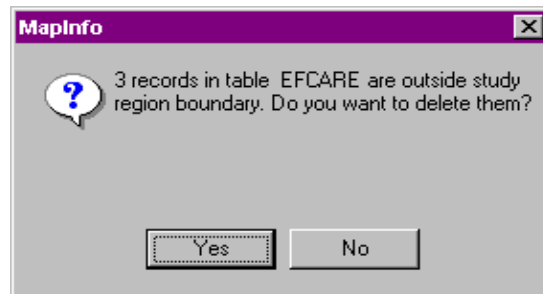 MapInfo
3 records in table EFCARE are outside study
region boundary. Do you want to delete them?
Yes
No